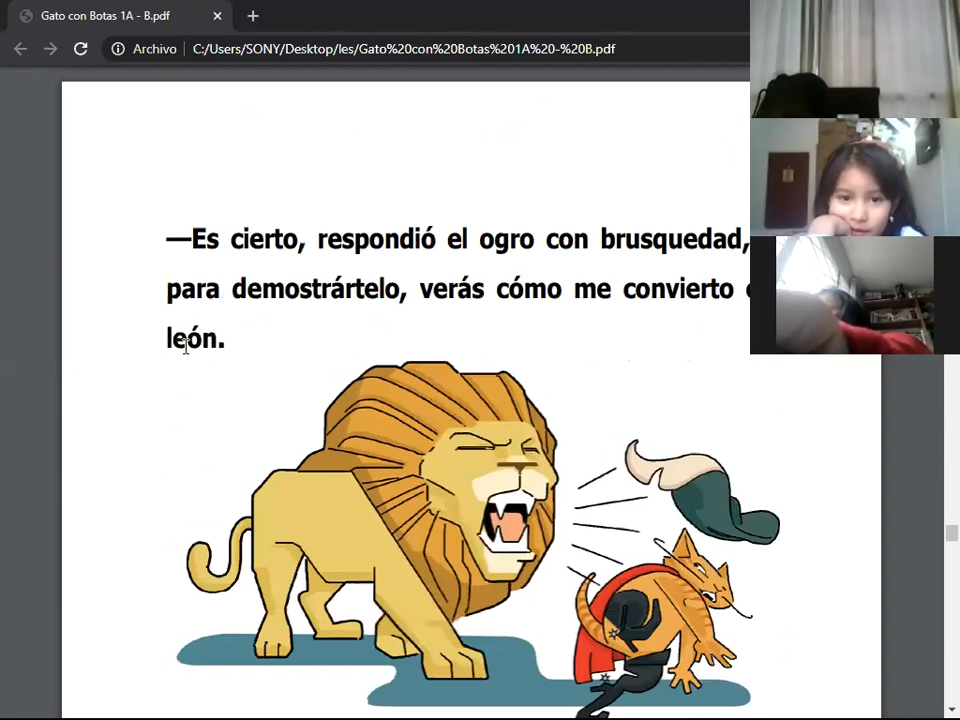 Gato con Botas 1A - B.pdf
Archivo C:/Users/SONY/Desktop/les/Gato%20con%20Botas%201A%20-%20B.pdf
—Es cierto, respondió el ogro con brusquedad,
para demostrártelo, verás cómo me convierto
león.